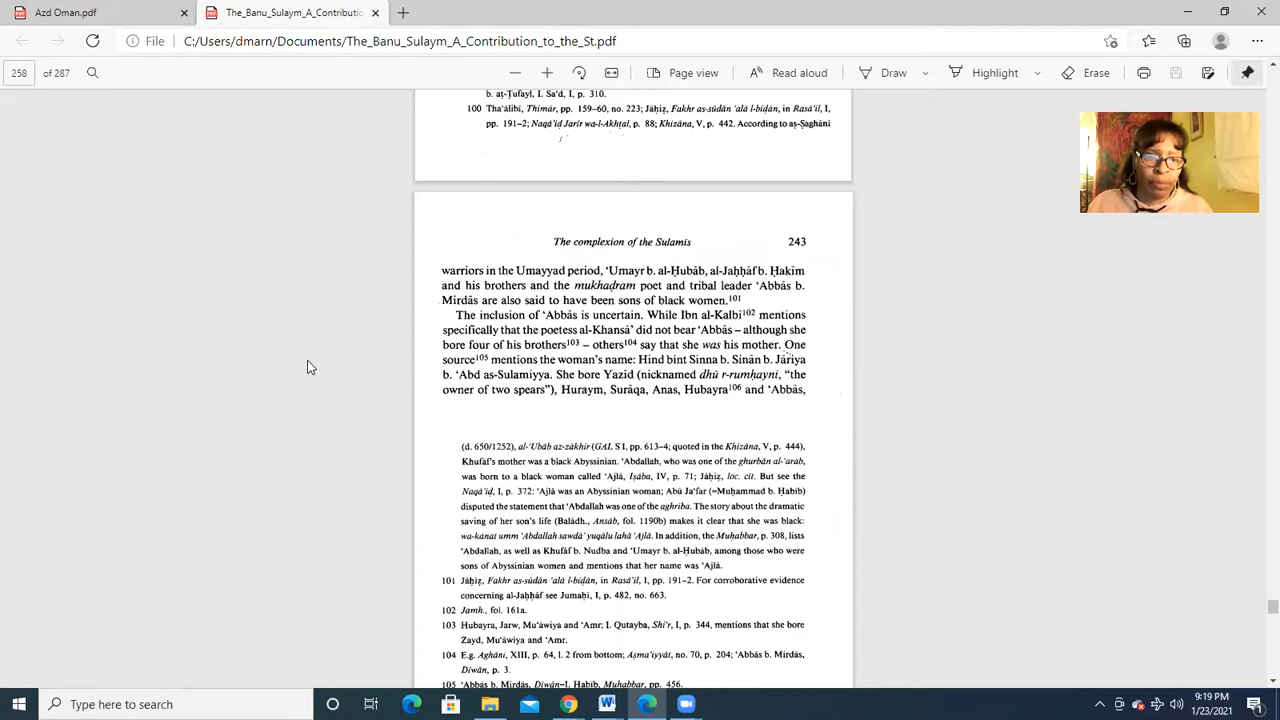 Azd Oman.pdf
The_Banu_Sulaym_A_Contributic
File
C:/Users/dmarn/Documents/The_Banu_Sulaym_A_Contribution_to_the_St.pdf
258 of 287
Page view
Read aloud
Draw
Highlight
Erase
b. aṭ-Ṭufayl, I. Sa'd, I, p. 310.
100 Tha'ālibī, Thimār, pp. 159-60, no. 223; Jāḥiẓ, Fakhr as-sūdān 'alā l-bīḍān, in Rasā'il, I,
pp. 191-2; Naqā'iḍ Jarīr wa-l-Akhṭal, p. 88; Khizāna, V, p. 442. According to aṣ-Ṣaghānī
The complexion of the Sulamīs 243
warriors in the Umayyad period, 'Umayr b. al-Ḥubāb, al-Jaḥḥāf b. Ḥakīm
and his brothers and the mukhaḍram poet and tribal leader 'Abbās b.
Mirdās are also said to have been sons of black women.101
The inclusion of 'Abbās is uncertain. While Ibn al-Kalbī102 mentions
specifically that the poetess al-Khansā' did not bear 'Abbās – although she
bore four of his brothers103 – others104 say that she was his mother. One
source105 mentions the woman's name: Hind bint Sinna b. Sinān b. Jāriya
b. 'Abd as-Sulamiyya. She bore Yazīd (nicknamed dhū r-rumḥayni, "the
owner of two spears"), Huraym, Surāqa, Anas, Hubayra106 and 'Abbās,
(d. 650/1252), al-'Ubāb az-zākhir (GAL S I, pp. 613-4; quoted in the Khizāna, V, p. 444),
Khufāf's mother was a black Abyssinian. 'Abdallah, who was one of the ghurbān al-'arab,
was born to a black woman called 'Ajlā, Iṣāba, IV, p. 71; Jāḥiẓ, loc. cit. But see the
Naqā'iḍ, I, p. 372: 'Ajlā was an Abyssinian woman; Abū Ja'far (=Muḥammad b. Ḥabīb)
disputed the statement that 'Abdallah was one of the aghriba. The story about the dramatic
saving of her son's life (Balādh., Ansāb, fol. 1190b) makes it clear that she was black:
wa-kānat umm 'Abdallah sawdā' yuqālu lahā 'Ajlā. In addition, the Muḥabbar, p. 308, lists
'Abdallah, as well as Khufāf b. Nudba and 'Umayr b. al-Ḥubāb, among those who were
sons of Abyssinian women and mentions that her name was 'Ajlā.
101 Jāḥiẓ, Fakhr as-sūdān 'alā l-bīḍān, in Rasā'il, I, pp. 191-2. For corroborative evidence
concerning al-Jaḥḥāf see Jumaḥī, I, p. 482, no. 663.
102 Jamh., fol. 161a.
103 Hubayra, Jarw, Mu'āwiya and 'Amr; I. Qutayba, Shi'r, I, p. 344, mentions that she bore
Zayd, Mu'āwiya and 'Amr.
104 E.g. Aghānī, XIII, p. 64, l. 2 from bottom; Aṣma'iyyāt, no. 70, p. 204; 'Abbās b. Mirdās,
Dīwān, p. 3.
105 'Abbās b. Mirdās, Dīwān–I. Ḥabīb, Muḥabbar, pp. 456.
Type here to search
9:19 PM
1/23/2021